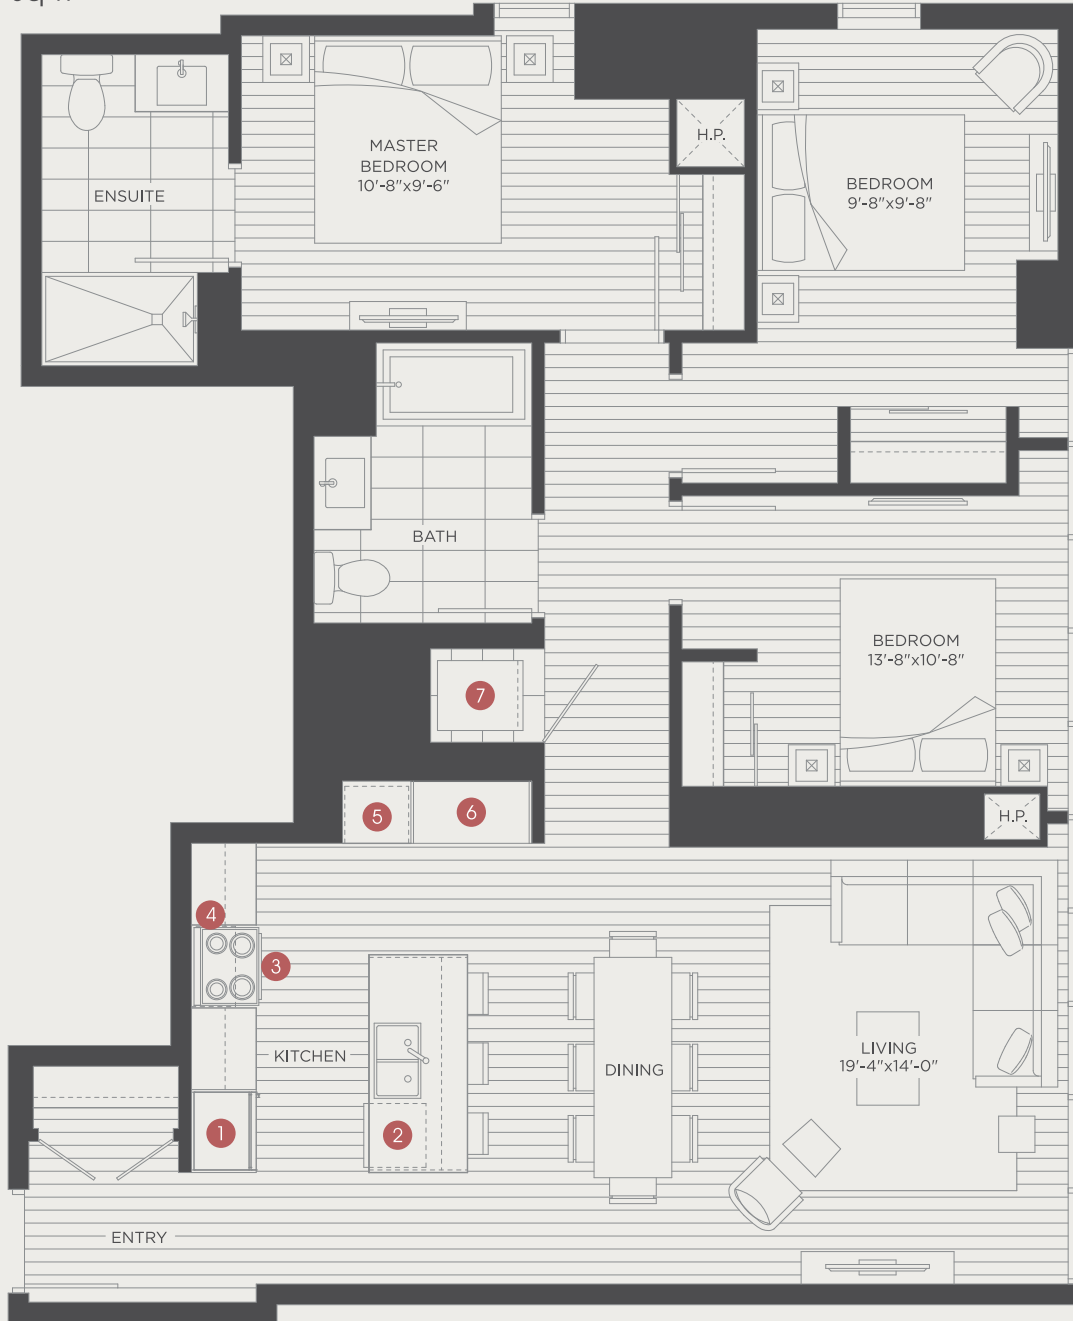 H.P.
MASTER
BEDROOM
10'-8"x9'-6"
BEDROOM
9'-8"x9'-8"
ENSUITE
BATH
BEDROOM
13'-8"x10'-8"
7
5
6
H.P.
4
3
KITCHEN
LIVING
19'-4"x14'-0"
DINING
1
2
ENTRY